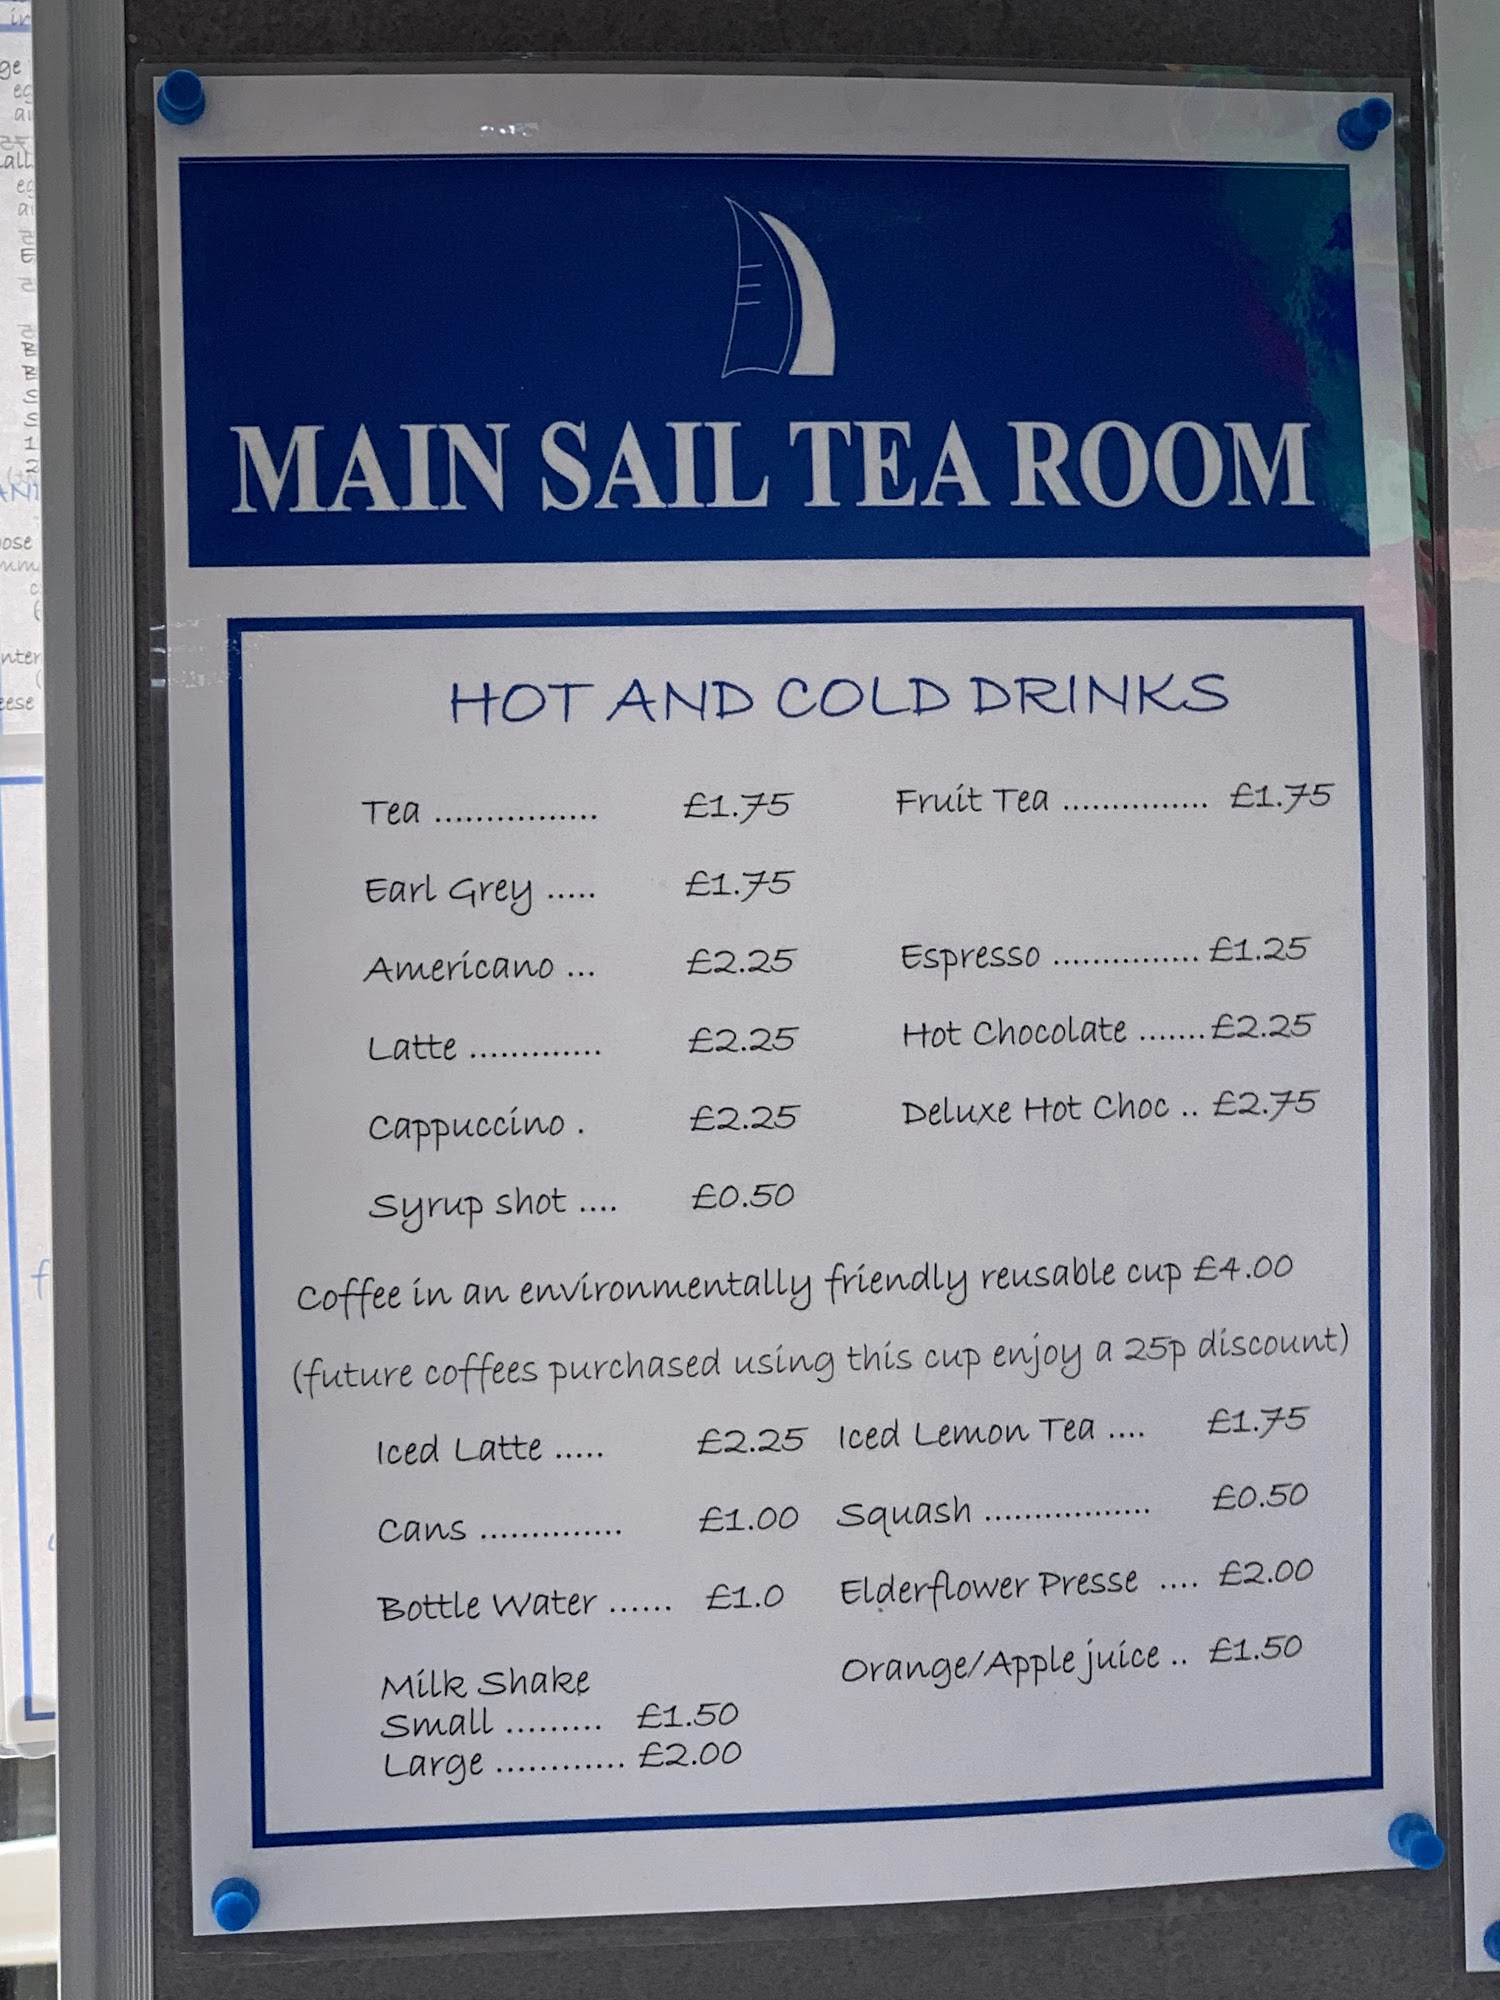 MAIN SAIL TEA ROOM
HOT AND COLD DRINKS
Tea ................ £1.75 Fruit Tea ............... £1.75
Earl Grey ..... £1.75
Americano ... £2.25 Espresso ............... £1.25
Latte ............. £2.25 Hot Chocolate .......£2.25
Cappuccino . £2.25 Deluxe Hot Choc .. £2.75
Syrup shot .... £0.50
Coffee in an environmentally friendly reusable cup £4.00
(future coffees purchased using this cup enjoy a 25p discount)
Iced Latte ..... £2.25 Iced Lemon Tea .... £1.75
Cans .............. £1.00 Squash ................. £0.50
Bottle Water ...... £1.0 Elderflower Presse .... £2.00
Milk Shake Orange/Apple juice .. £1.50
Small .......... £1.50
Large ............. £2.00